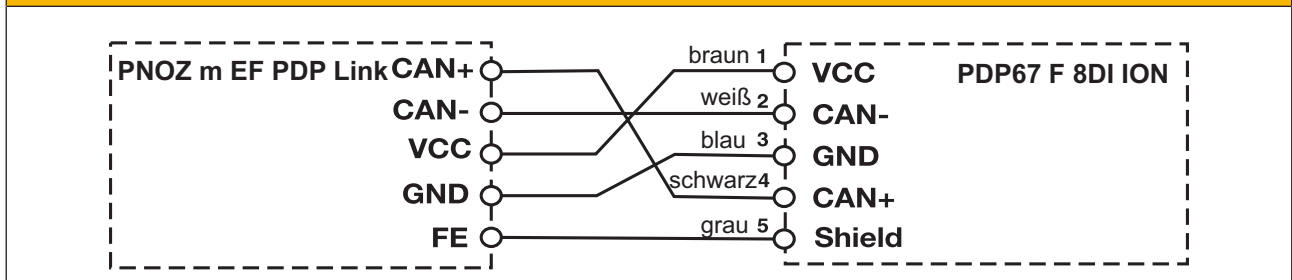 PNOZ m EF PDP Link CAN+ braun 1 VCC PDP67 F 8DI ION
CAN- weiß 2 CAN-
VCC blau 3 GND
GND schwarz4 CAN+
FE grau 5 Shield